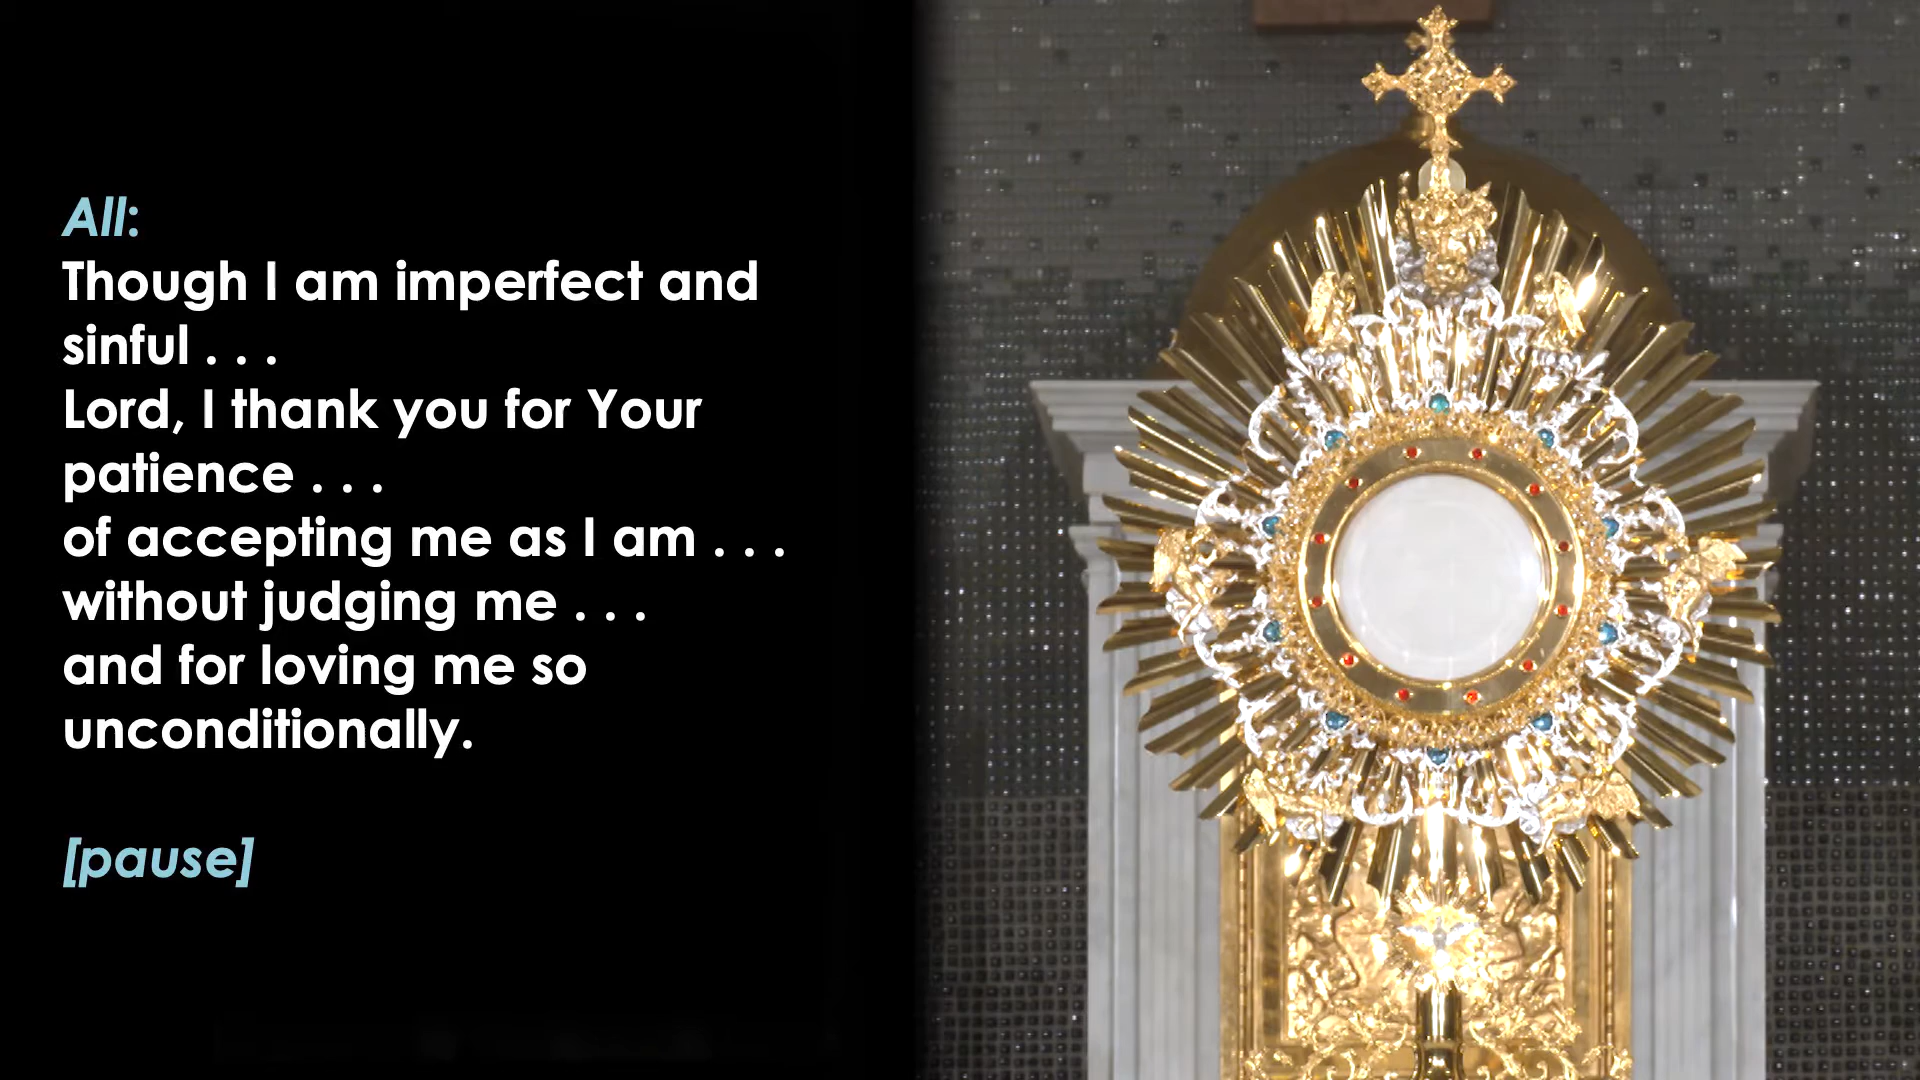 All:
Though I am imperfect and
sinful . . .
Lord, I thank you for Your
patience . . .
of accepting me as I am . . .
without judging me . . .
and for loving me so
unconditionally.
[pause]